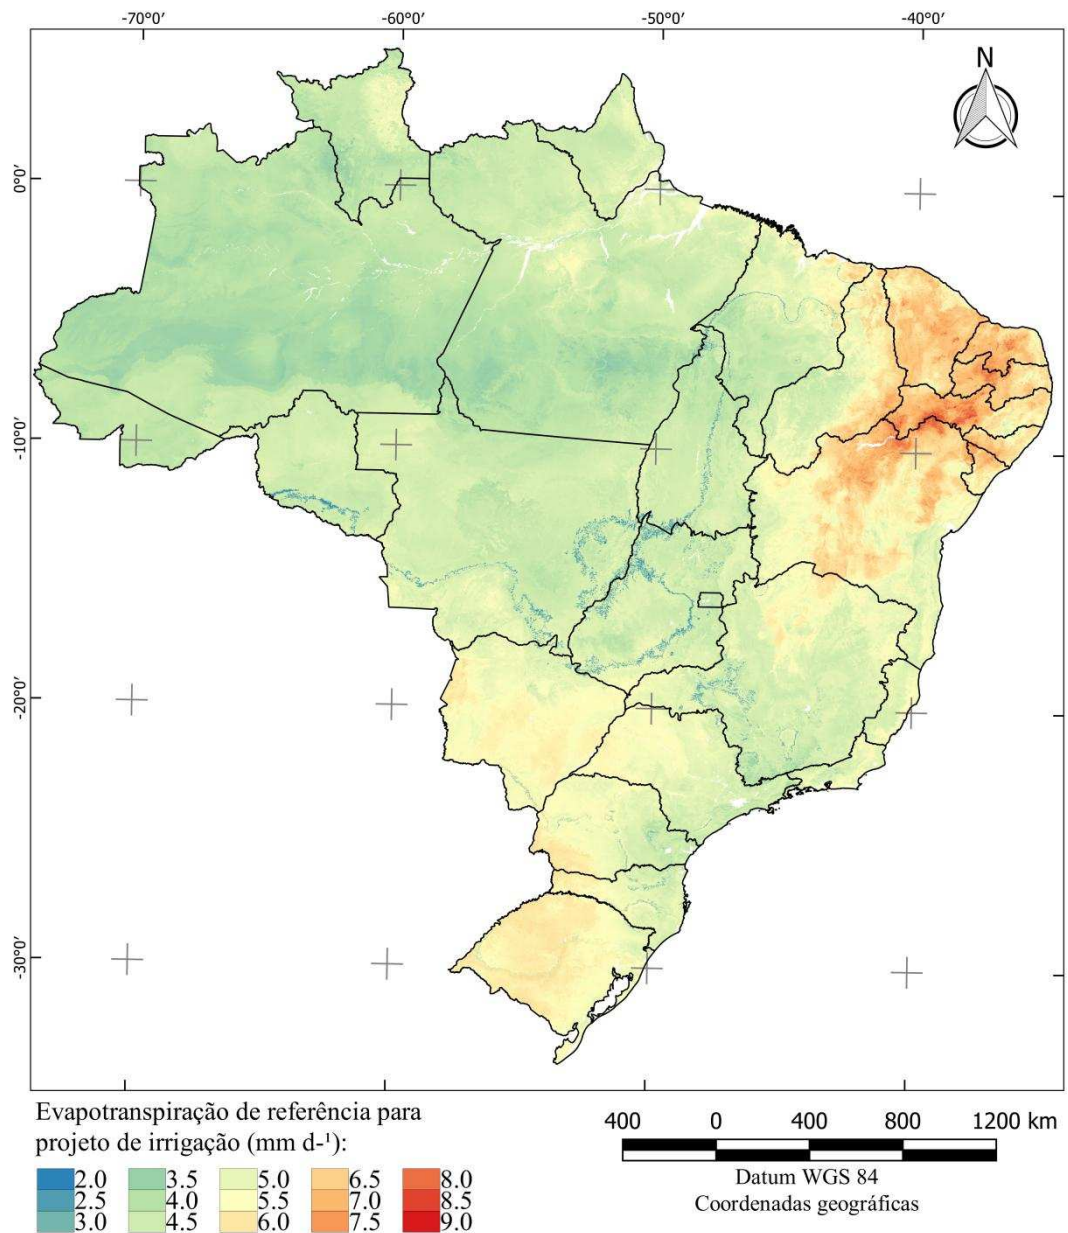 -70°0′ -60°0′ -50°0′ -40°0′
N
0°0′
-10°0′
-20°0′
-30°0′
Evapotranspiração de referência para
projeto de irrigação (mm d-¹):
2.0 3.5 5.0 6.5 8.0
2.5 4.0 5.5 7.0 8.5
3.0 4.5 6.0 7.5 9.0
400 0 400 800 1200 km
Datum WGS 84
Coordenadas geográficas